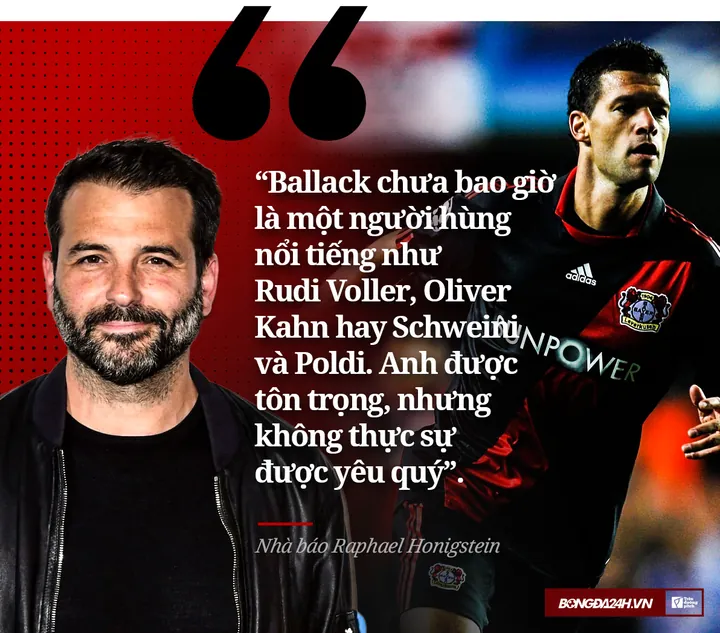 “Ballack chưa bao giờ
là một người hùng
nổi tiếng như
Rudi Voller, Oliver
Kahn hay Schweini
và Poldi. Anh được
tôn trọng, nhưng
không thực sự
được yêu quý”.
Nhà báo Raphael Honigstein
adidas
SUNPOWER
BONGDA24H.VN